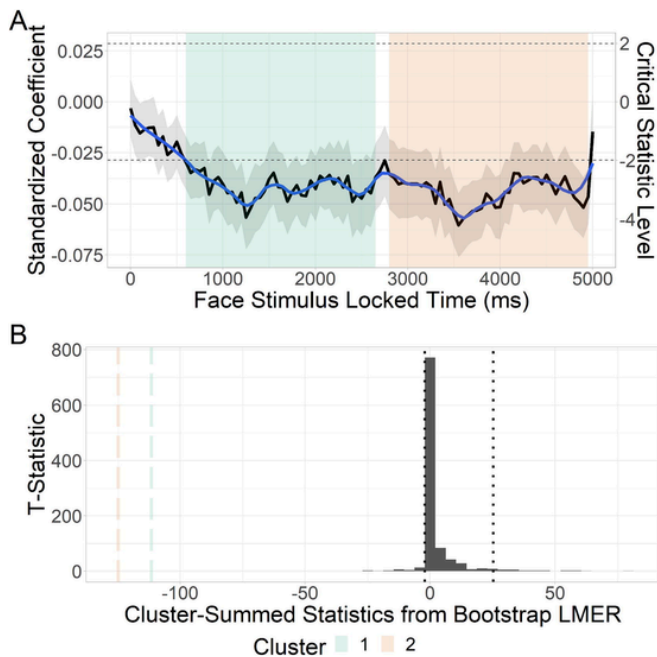 A
Standardized Coefficient
0.025
0.000
-0.025
-0.050
-0.075
2
0
-2
-4
Critical Statistic Level
0 1000 2000 3000 4000 5000
Face Stimulus Locked Time (ms)
B
T-Statistic
800
600
400
200
0
-100 -50 0 50
Cluster-Summed Statistics from Bootstrap LMER
Cluster 1 2